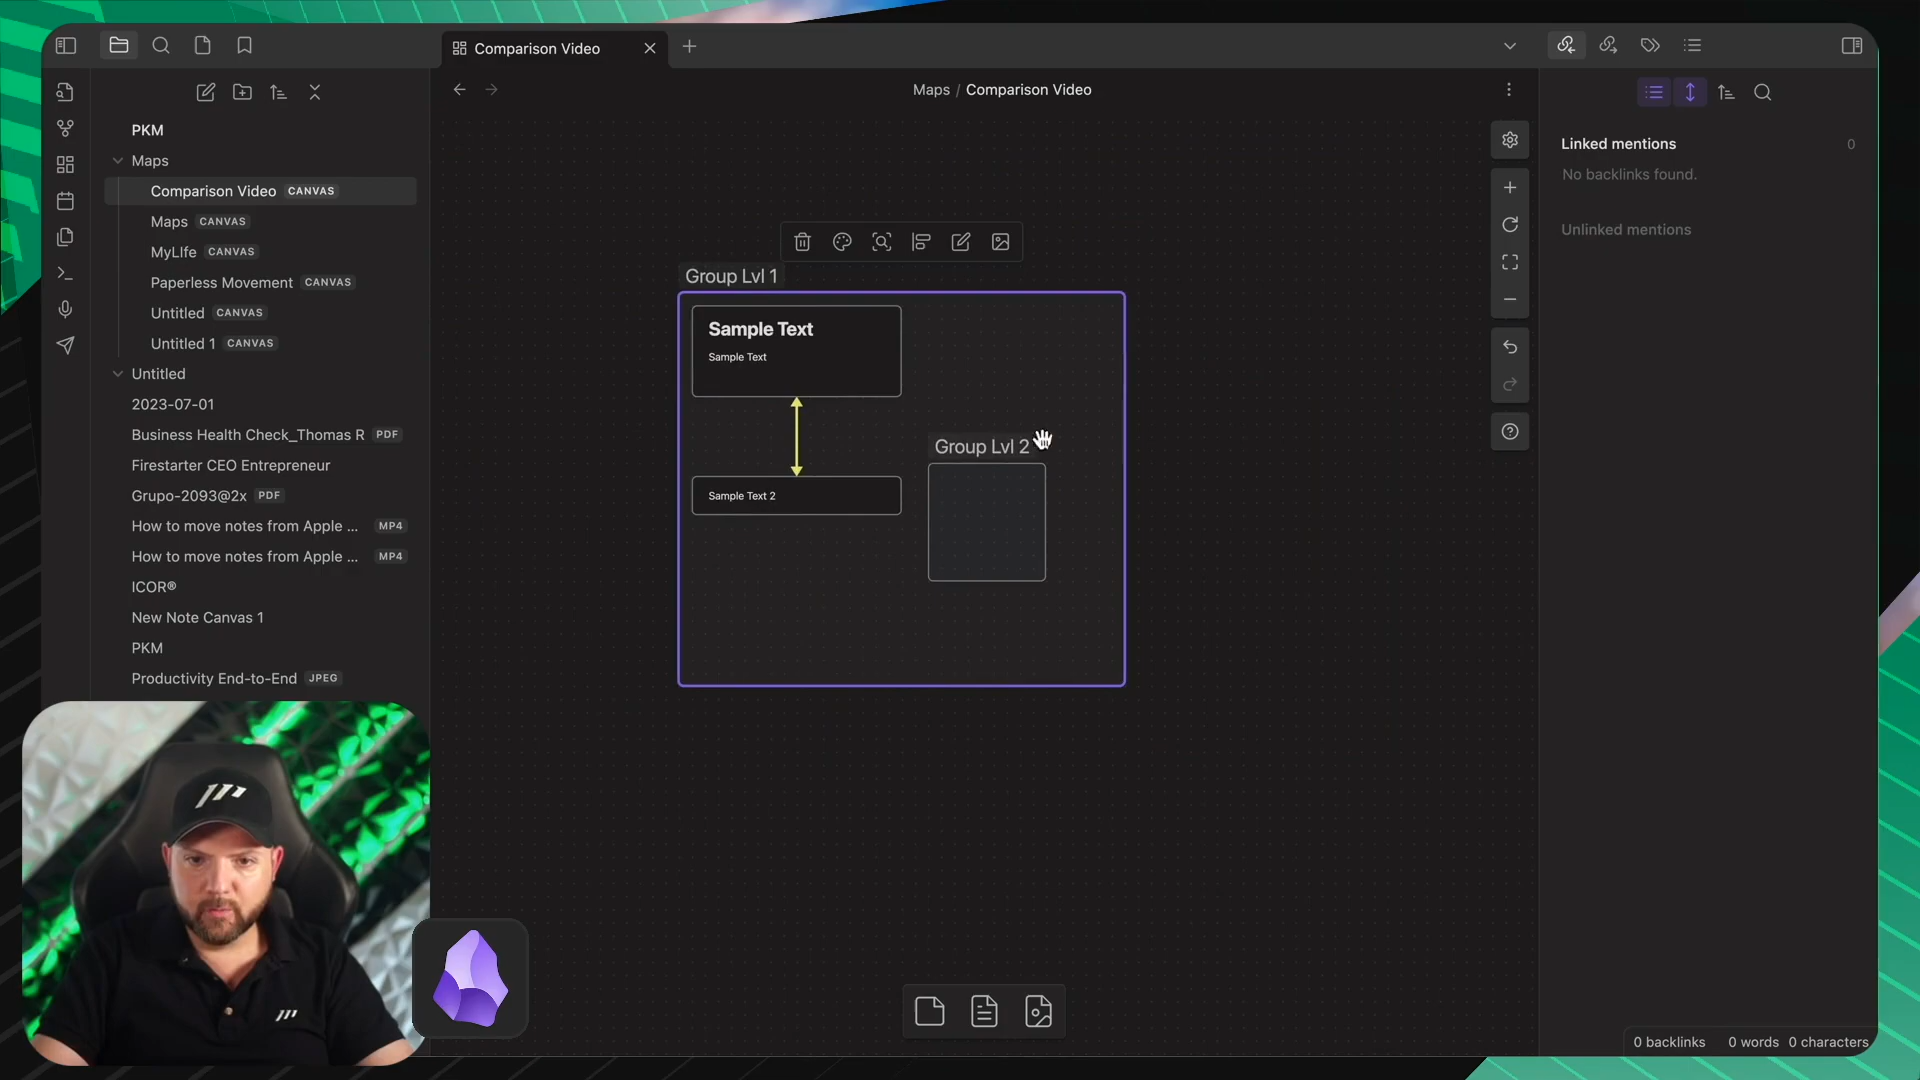 Comparison Video
Maps / Comparison Video
PKM
Maps
Comparison Video CANVAS
Maps CANVAS
MyLIfe CANVAS
Paperless Movement CANVAS
Untitled CANVAS
Untitled 1 CANVAS
Untitled
2023-07-01
Business Health Check_Thomas R PDF
Firestarter CEO Entrepreneur
Grupo-2093@2x PDF
How to move notes from Apple ... MP4
How to move notes from Apple ... MP4
ICOR®
New Note Canvas 1
PKM
Productivity End-to-End JPEG
Group Lvl 1
Sample Text
Sample Text
Group Lvl 2
Sample Text 2
Linked mentions 0
No backlinks found.
Unlinked mentions
0 backlinks 0 words 0 characters